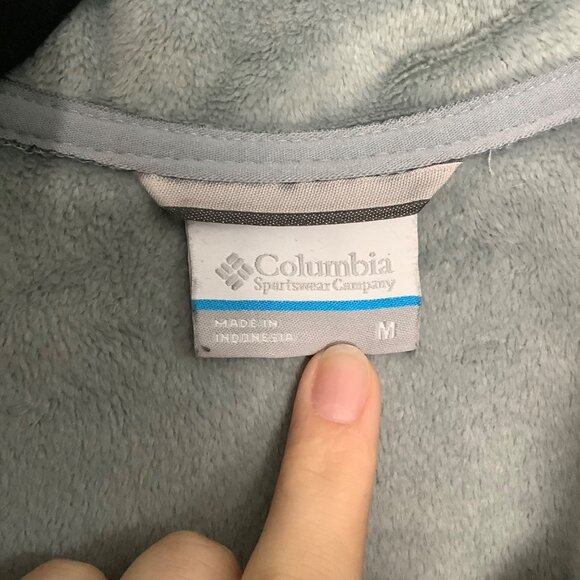 Columbia
Sportswear Company
MADE IN
INDONESIA
M